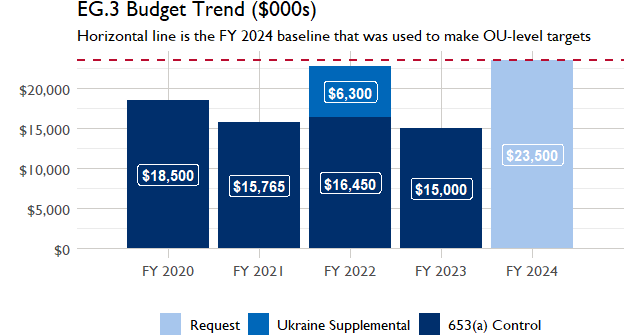 EG.3 Budget Trend ($000s)
Horizontal line is the FY 2024 baseline that was used to make OU-level targets
$20,000
$15,000
$10,000
$5,000
$0
$18,500
$15,765
$6,300
$16,450
$15,000
$23,500
FY 2020 FY 2021 FY 2022 FY 2023 FY 2024
Request Ukraine Supplemental 653(a) Control